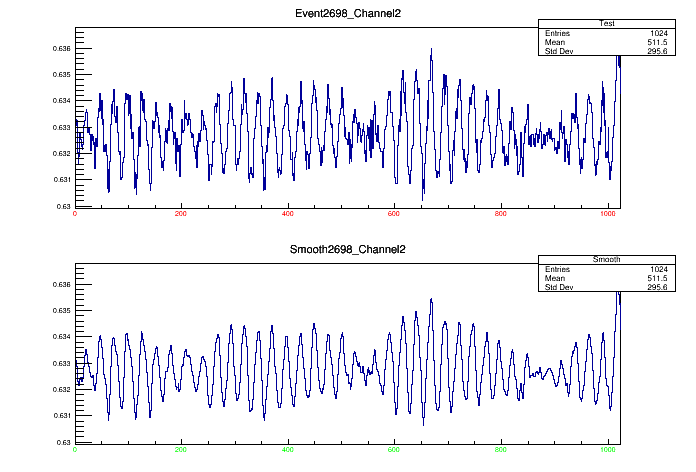 Event2698_Channel2
Test
Entries 1024
Mean 511.5
Std Dev 295.6
0.636
0.635
0.634
0.633
0.632
0.631
0.63
0 200 400 600 800 1000
Smooth2698_Channel2
Smooth
Entries 1024
Mean 511.5
Std Dev 295.6
0.636
0.635
0.634
0.633
0.632
0.631
0.63
0 200 400 600 800 1000